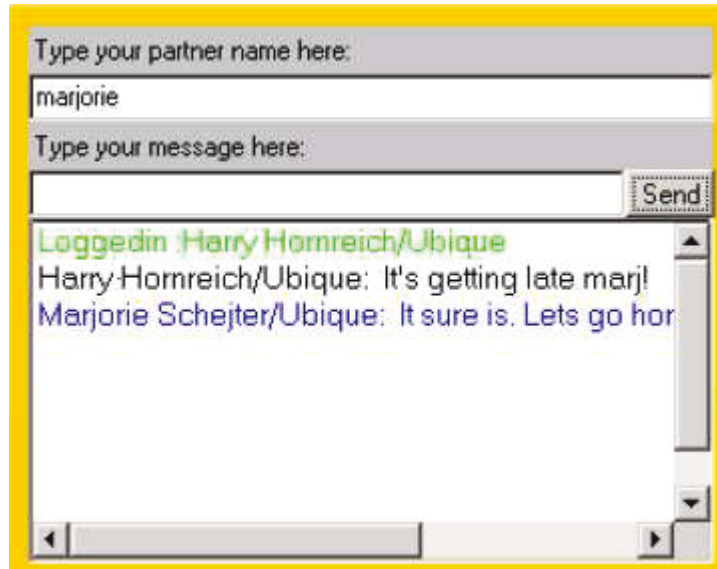 Type your partner name here:
marjorie
Type your message here:
Send
Loggedin :Harry Hornreich/Ubique
Harry Hornreich/Ubique: It's getting late marj!
Marjorie Schejter/Ubique: It sure is. Lets go